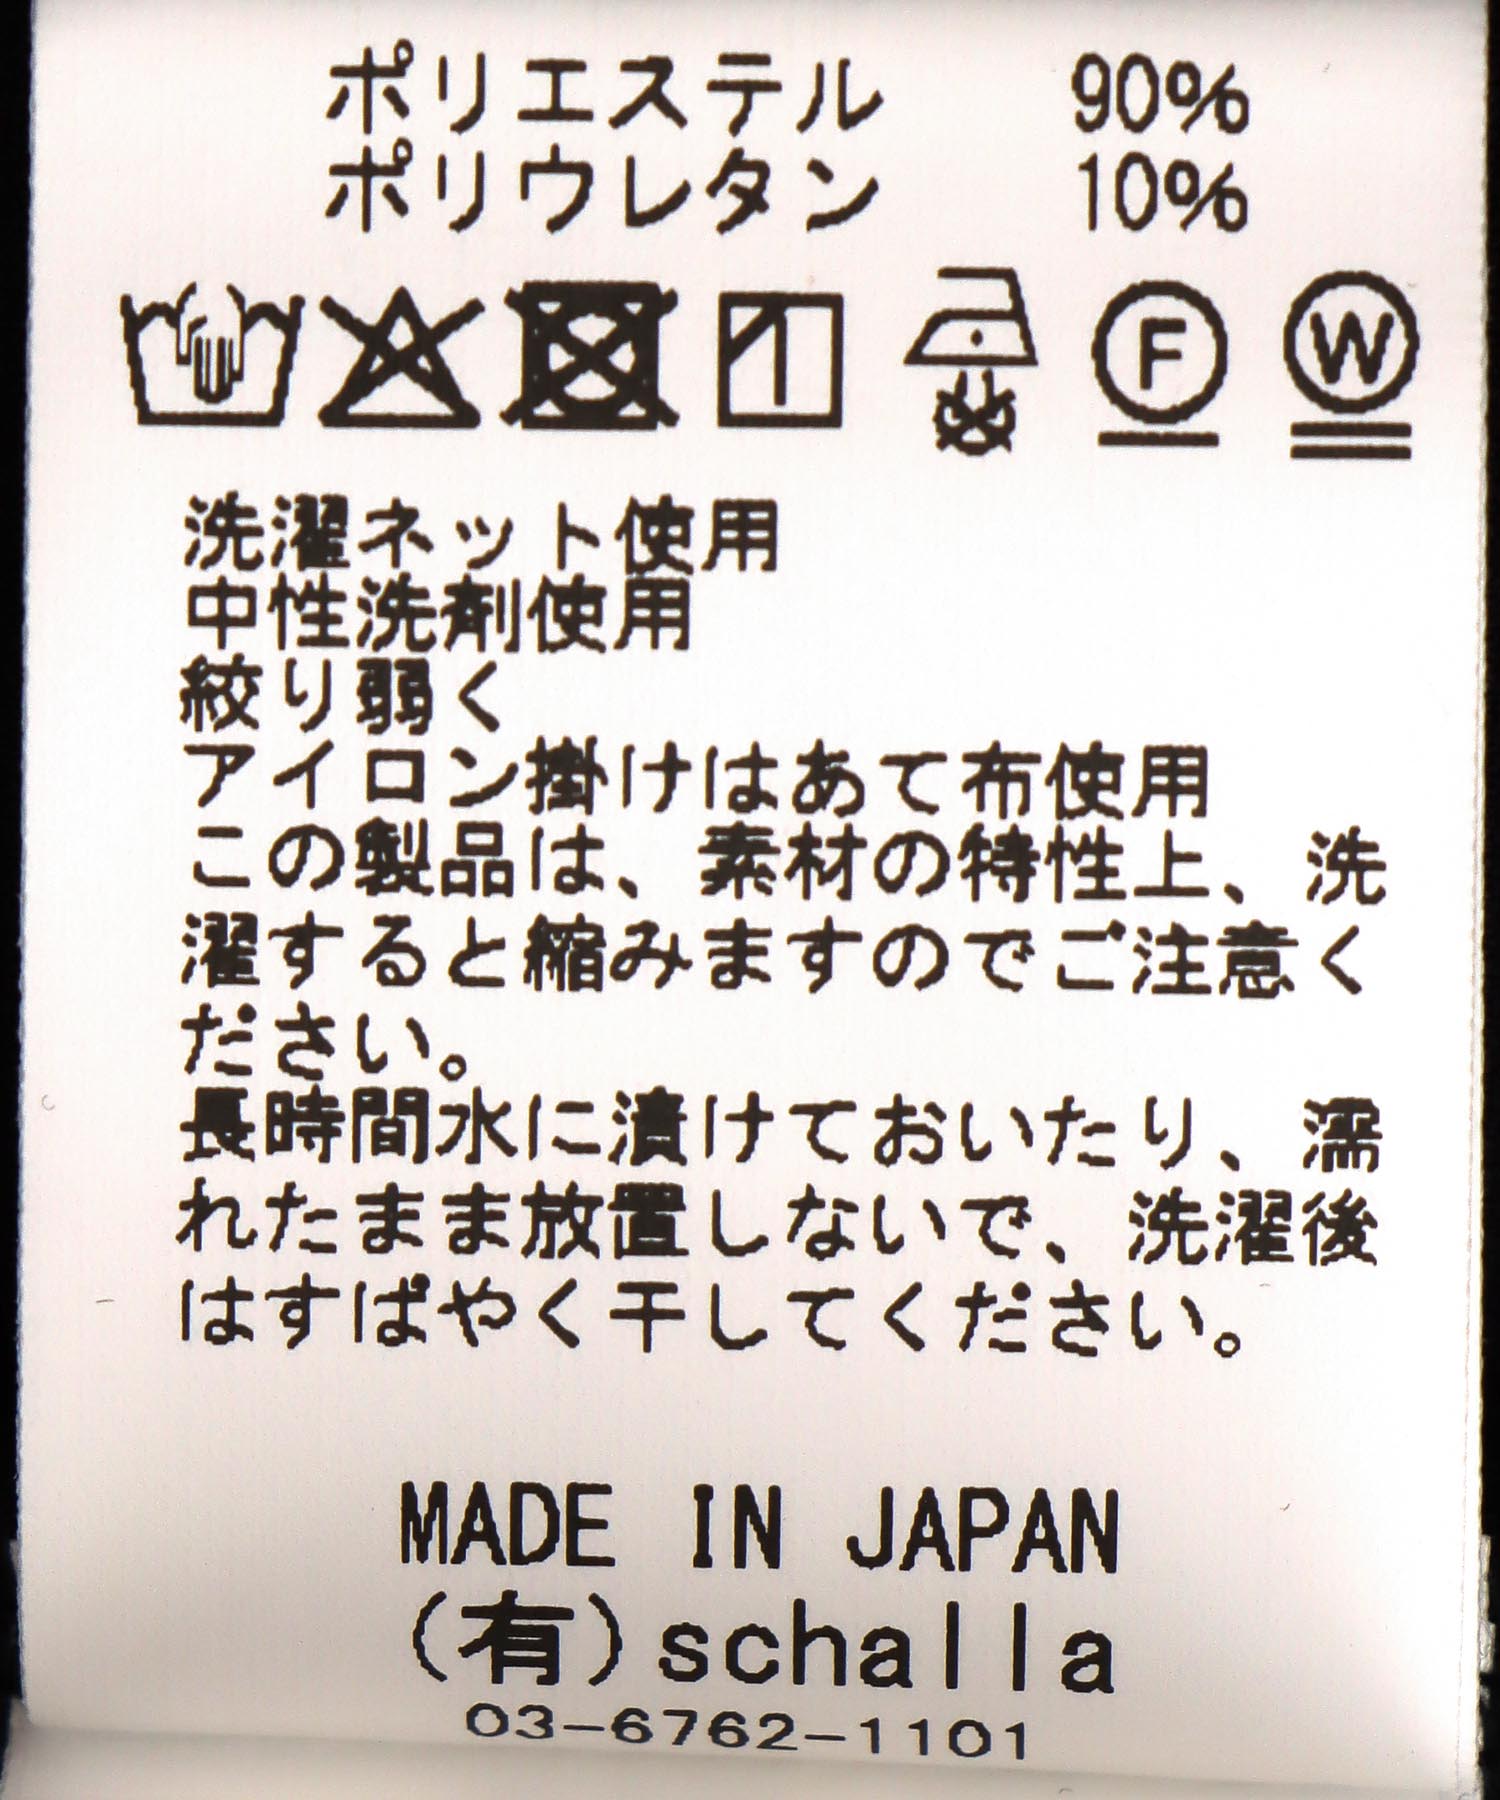 ポリエステル 90%
ポリウレタン 10%
F W
洗濯ネット使用
中性洗剤使用
絞り弱く
アイロン掛けはあて布使用
この製品は、素材の特性上、洗
濯すると縮みますのでご注意く
ださい。
長時間水に漬けておいたり、濡
れたまま放置しないで、洗濯後
はすばやく干してください。
MADE IN JAPAN
(有)schalla
03-6762-1101